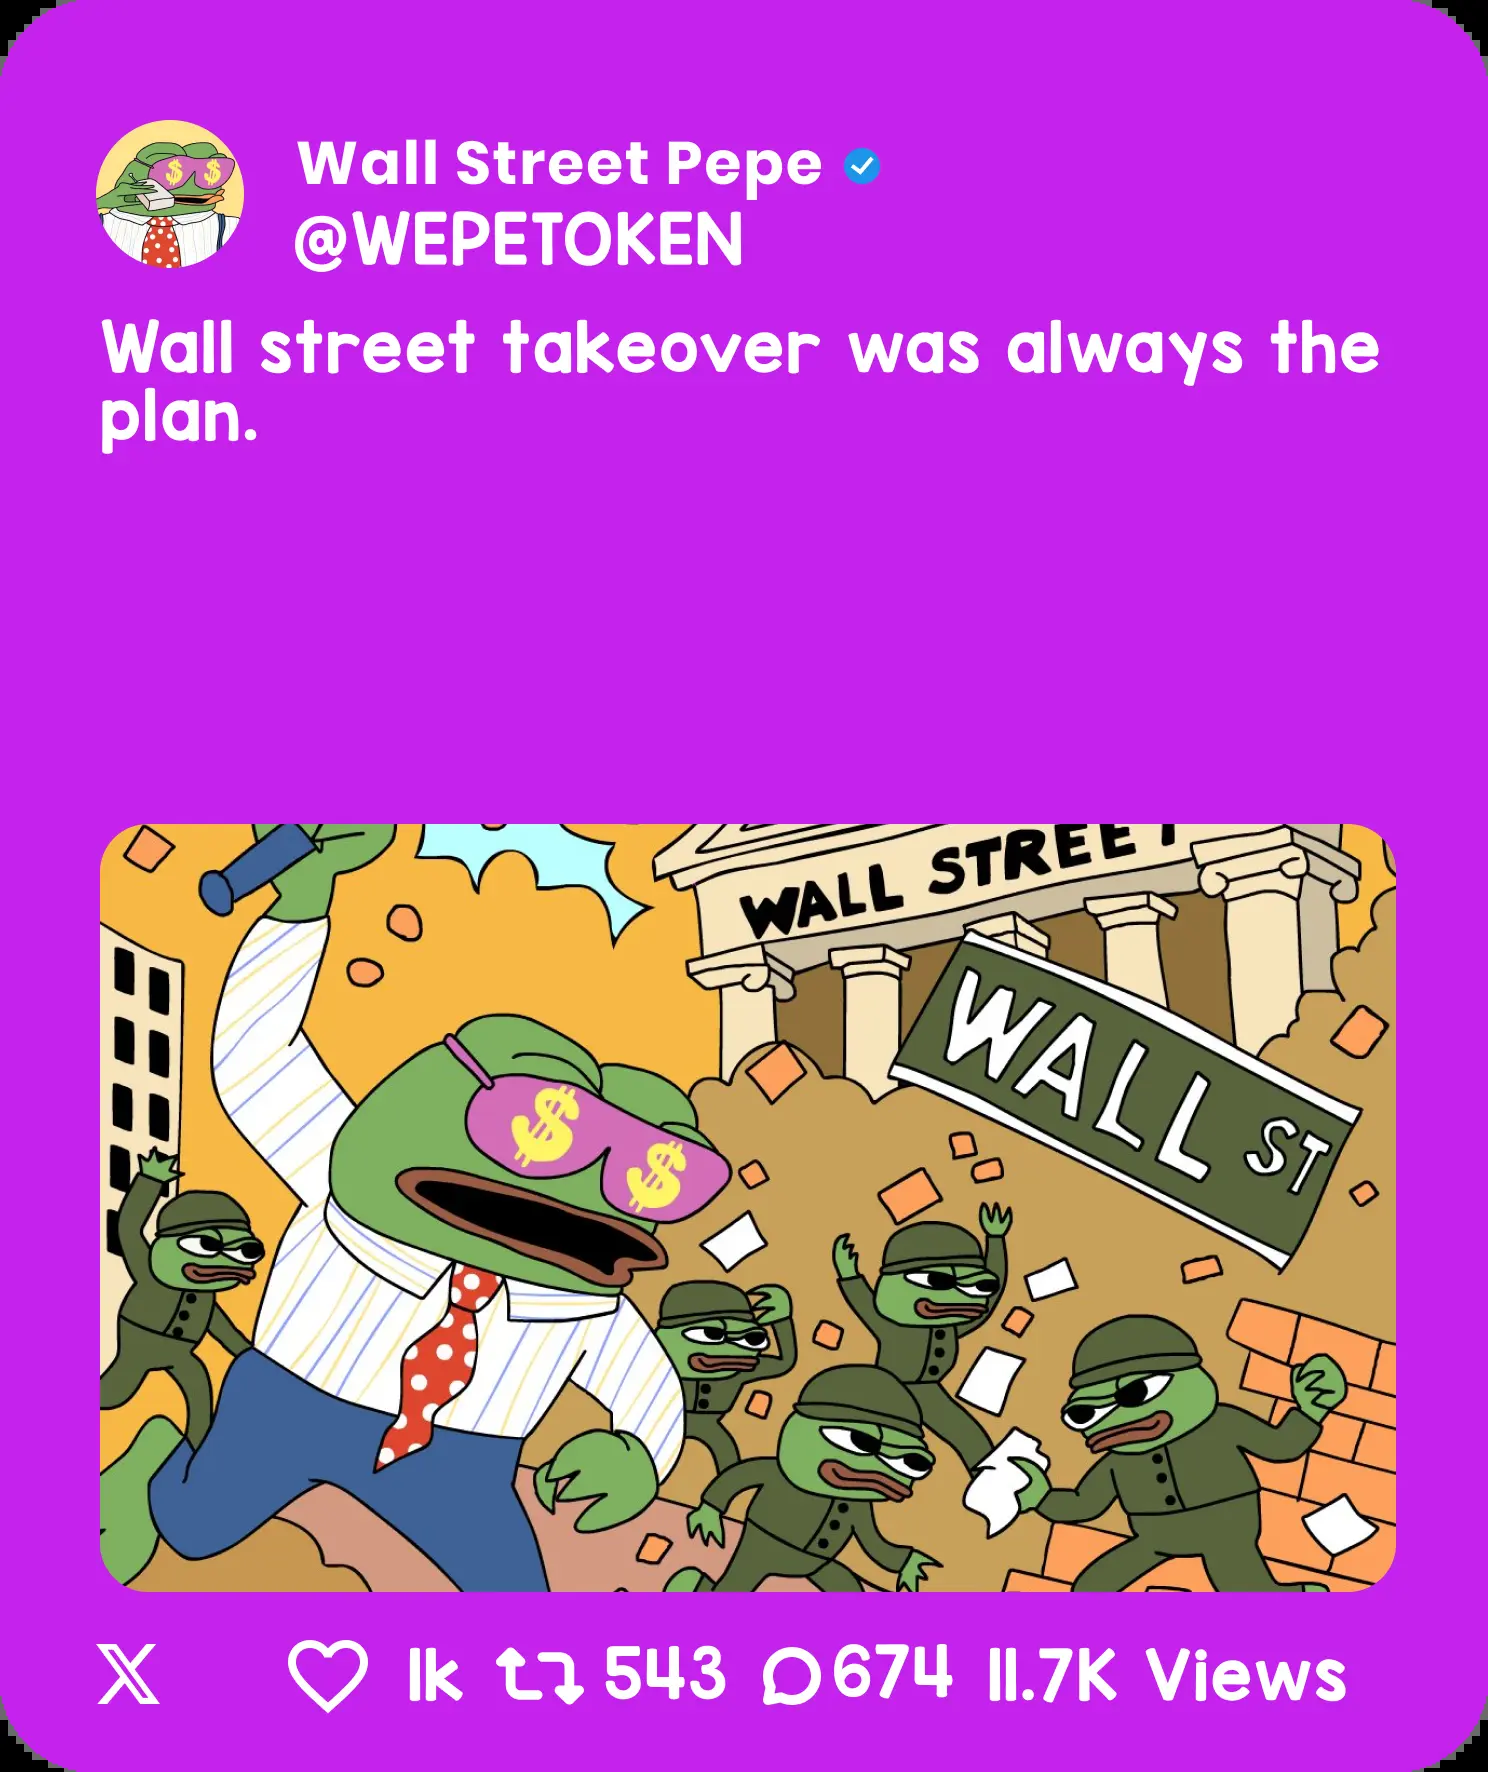 Wall Street Pepe
@WEPETOKEN
Wall street takeover was always the
plan.
WALL STREET
WALL ST
1k 543 674 11.7K Views